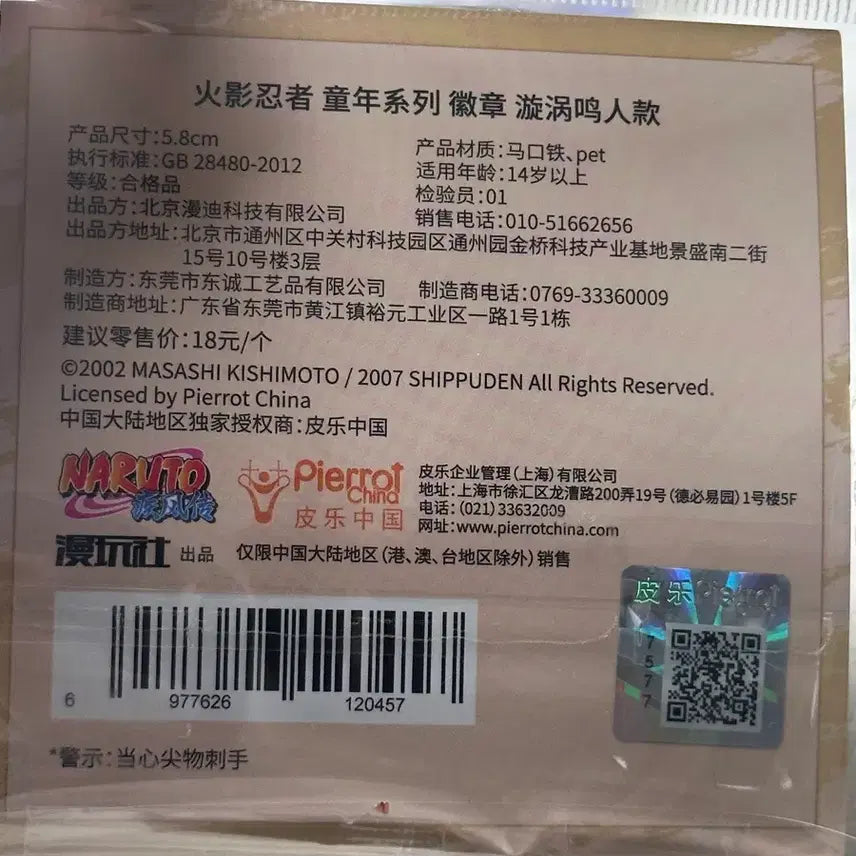 火影忍者 童年系列 徽章 漩涡鸣人款
产品尺寸:5.8cm
产品材质:马口铁、pet
执行标准:GB 28480-2012
适用年龄:14岁以上
等级:合格品
检验员:01
出品方:北京漫迪科技有限公司
销售电话:010-51662656
出品方地址:北京市通州区中关村科技园区通州园金桥科技产业基地景盛南二街
15号10号楼3层
制造方:东莞市东诚工艺品有限公司
制造商电话:0769-33360009
制造商地址:广东省东莞市黄江镇裕元工业区一路1号1栋
建议零售价:18元/个
©2002 MASASHI KISHIMOTO / 2007 SHIPPUDEN All Rights Reserved.
Licensed by Pierrot China
中国大陆地区独家授权商:皮乐中国
NARUTO
疾风传
Pierrot
China
皮乐中国
皮乐企业管理(上海)有限公司
地址:上海市徐汇区龙漕路200弄19号(德必易园)1号楼5F
电话:(021)33632009
网址:www.pierrotchina.com
漫玩社 出品 仅限中国大陆地区(港、澳、台地区除外)销售
皮乐 Pierrot
7577
6 977626 120457
*警示:当心尖物刺手